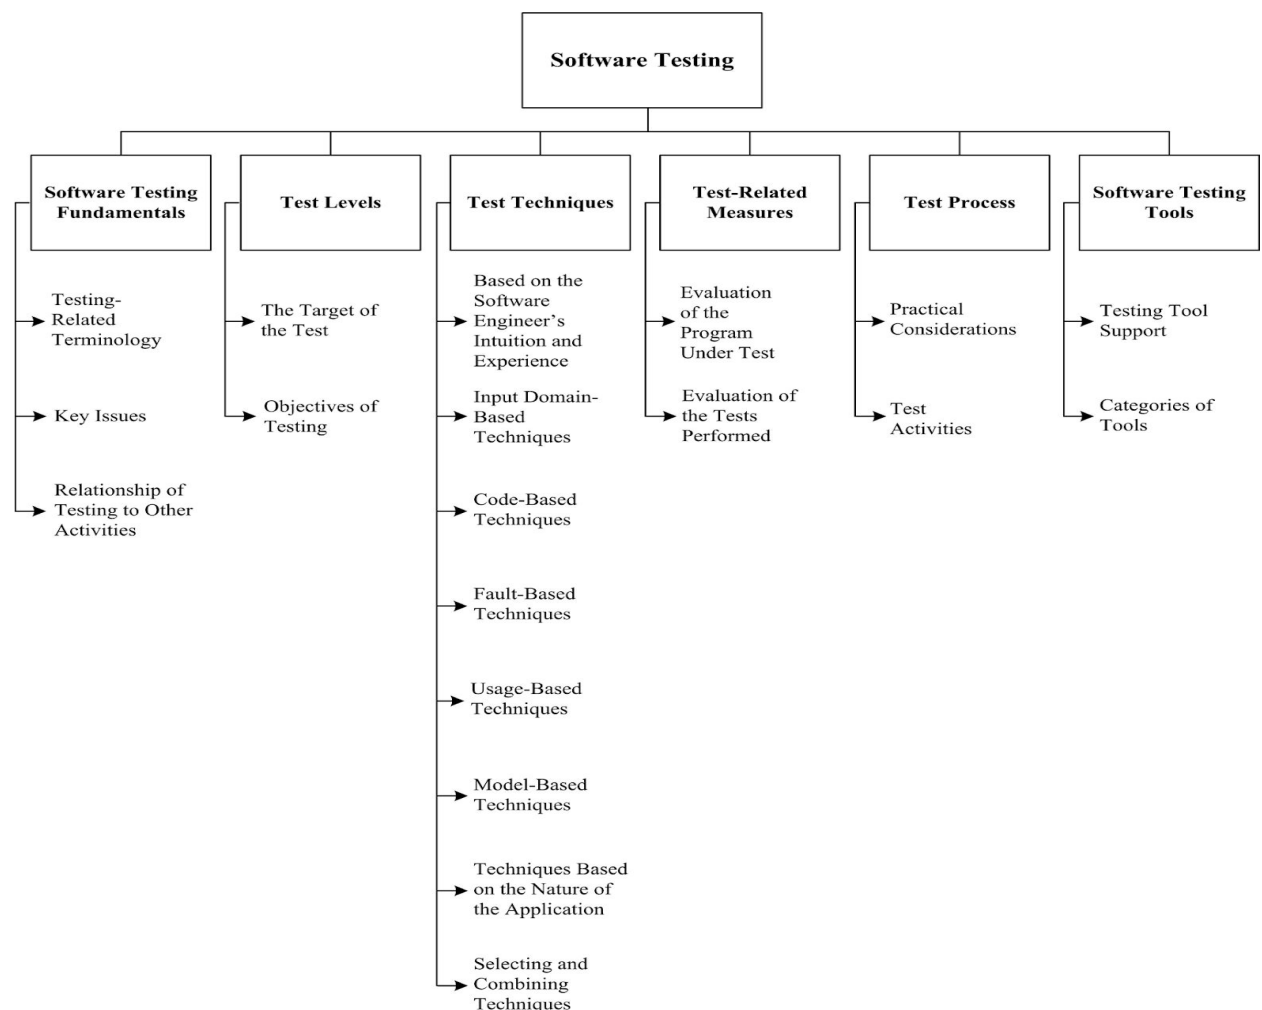 Software Testing
Software Testing
Fundamentals
Testing-
Related
Terminology
Key Issues
Relationship of
Testing to Other
Activities
Test Levels
The Target of
the Test
Objectives of
Testing
Test Techniques
Based on the
Software
Engineer’s
Intuition and
Experience
Input Domain-
Based
Techniques
Code-Based
Techniques
Fault-Based
Techniques
Usage-Based
Techniques
Model-Based
Techniques
Techniques Based
on the Nature of
the Application
Selecting and
Combining
Techniques
Test-Related
Measures
Evaluation
of the
Program
Under Test
Evaluation of
the Tests
Performed
Test Process
Practical
Considerations
Test
Activities
Software Testing
Tools
Testing Tool
Support
Categories of
Tools